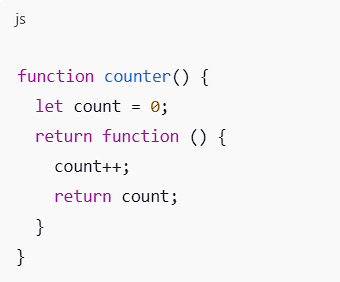 js
function counter() {
  let count = 0;
  return function () {
    count++;
    return count;
  }
}